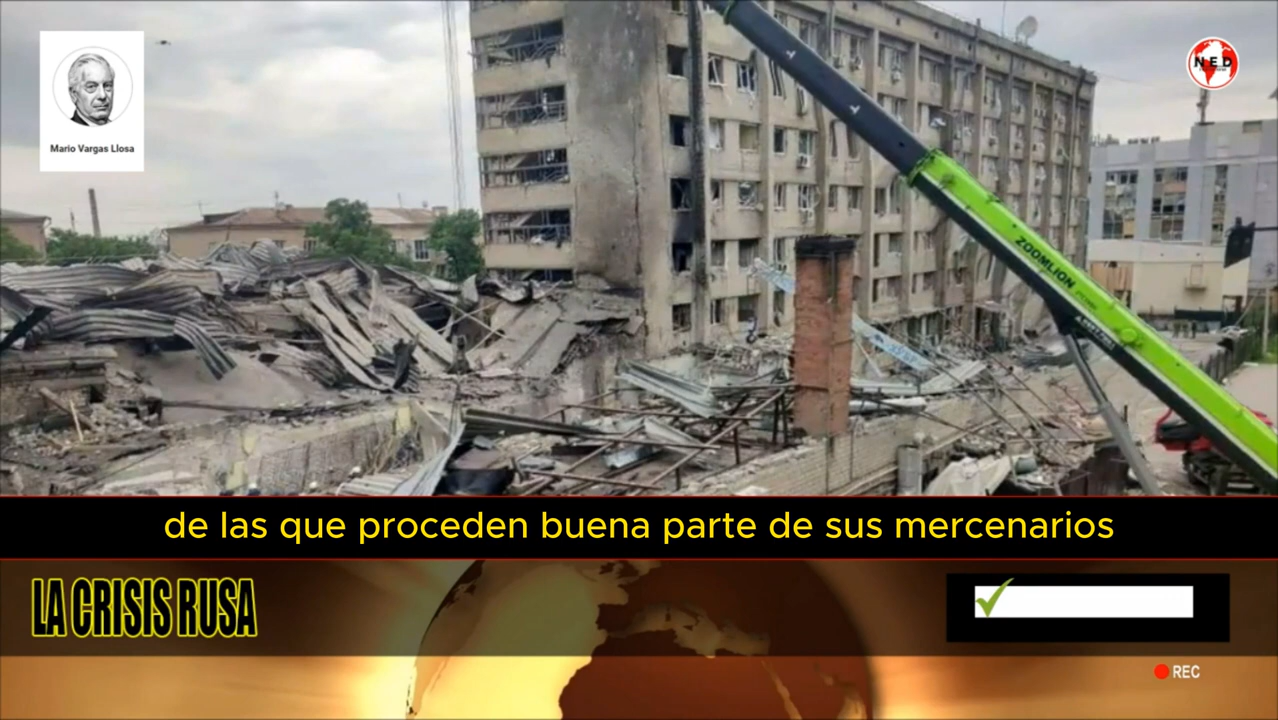 Mario Vargas Llosa
NED
ZOOMLION
de las que proceden buena parte de sus mercenarios
LA CRISIS RUSA
REC